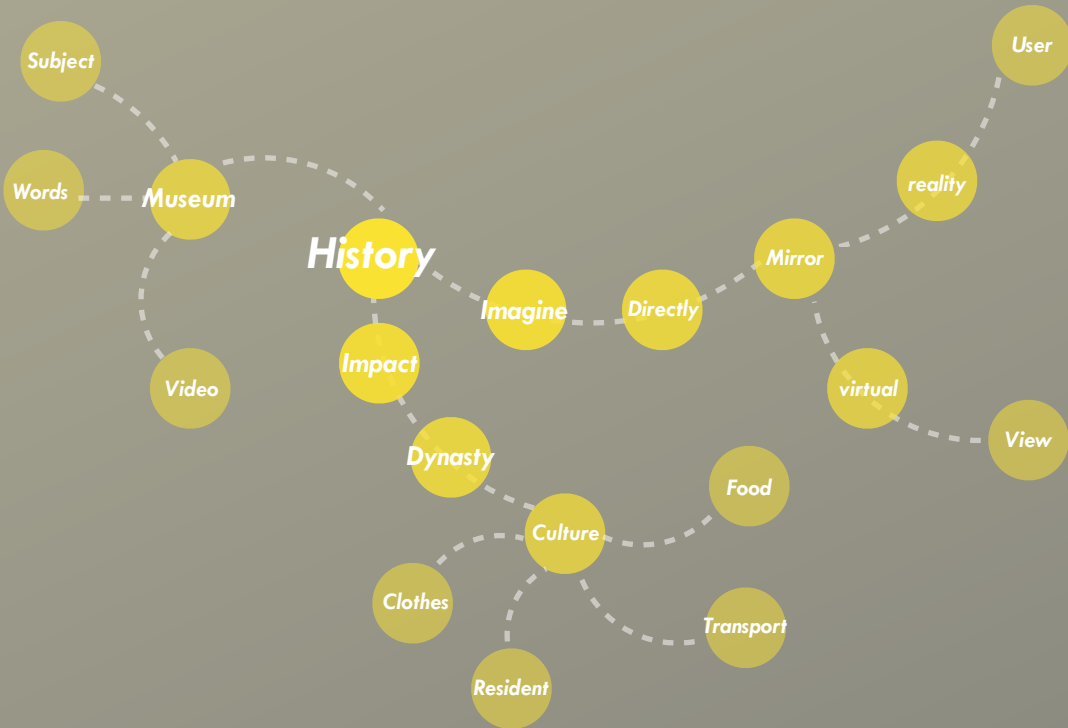 User
Subject
reality
Words
Museum
History
Mirror
Imagine
Directly
Impact
Video
virtual
View
Dynasty
Food
Culture
Clothes
Transport
Resident